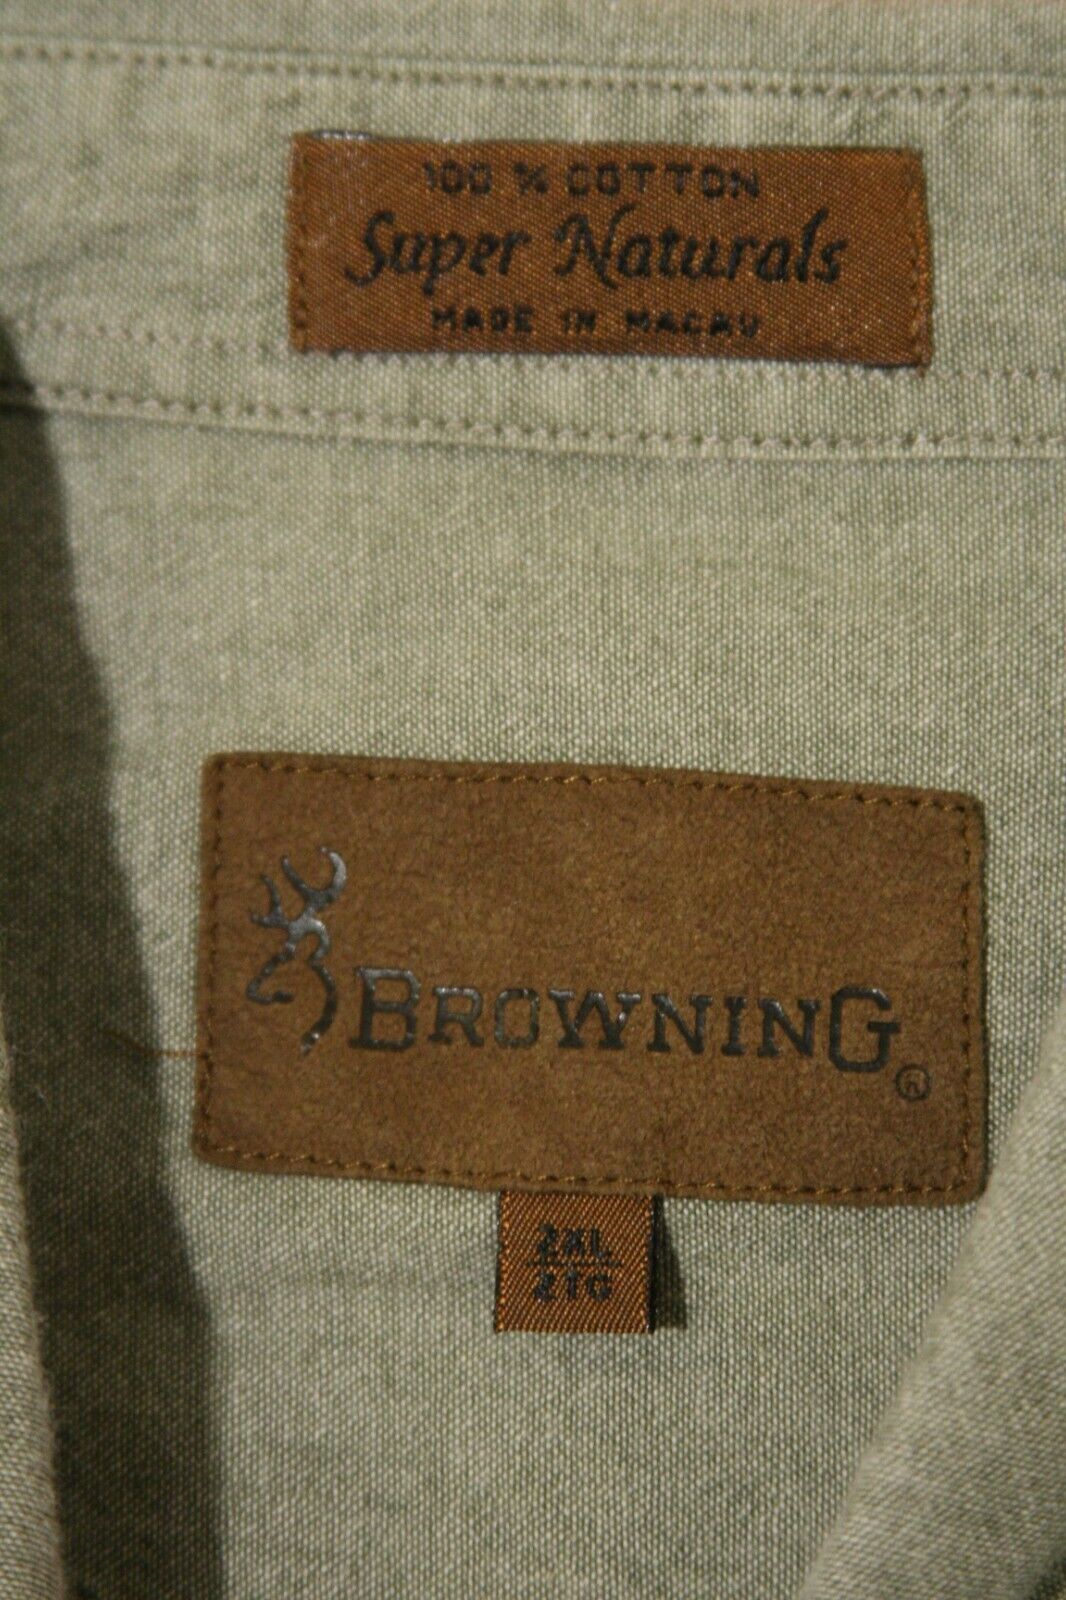 100 % COTTON
Super Naturals
MADE IN MACAU
BROWNING®
2XL
2TG